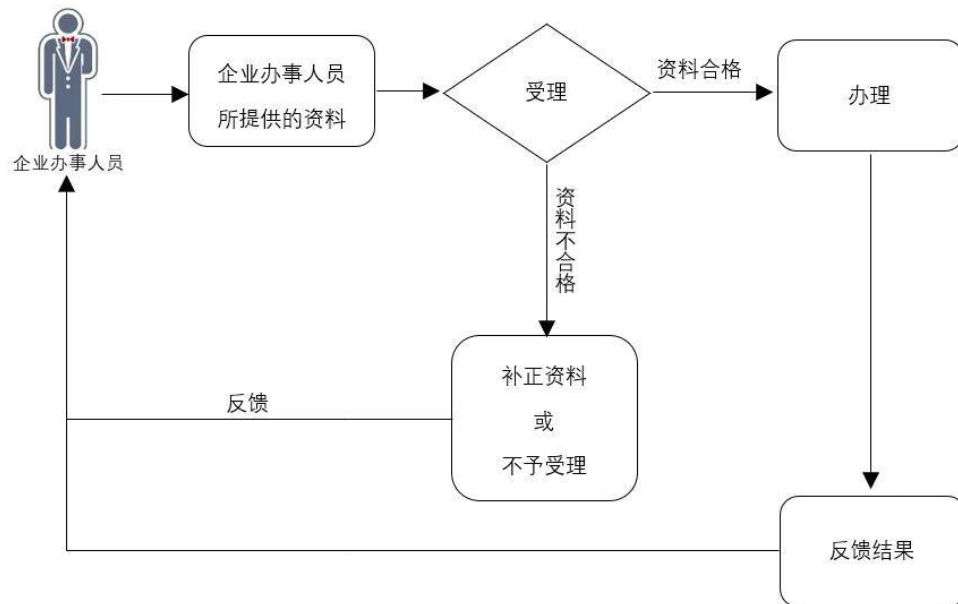 企业办事人员
企业办事人员
所提供的资料
受理
资料合格
办理
资料不合格
补正资料
或
不予受理
反馈
反馈结果